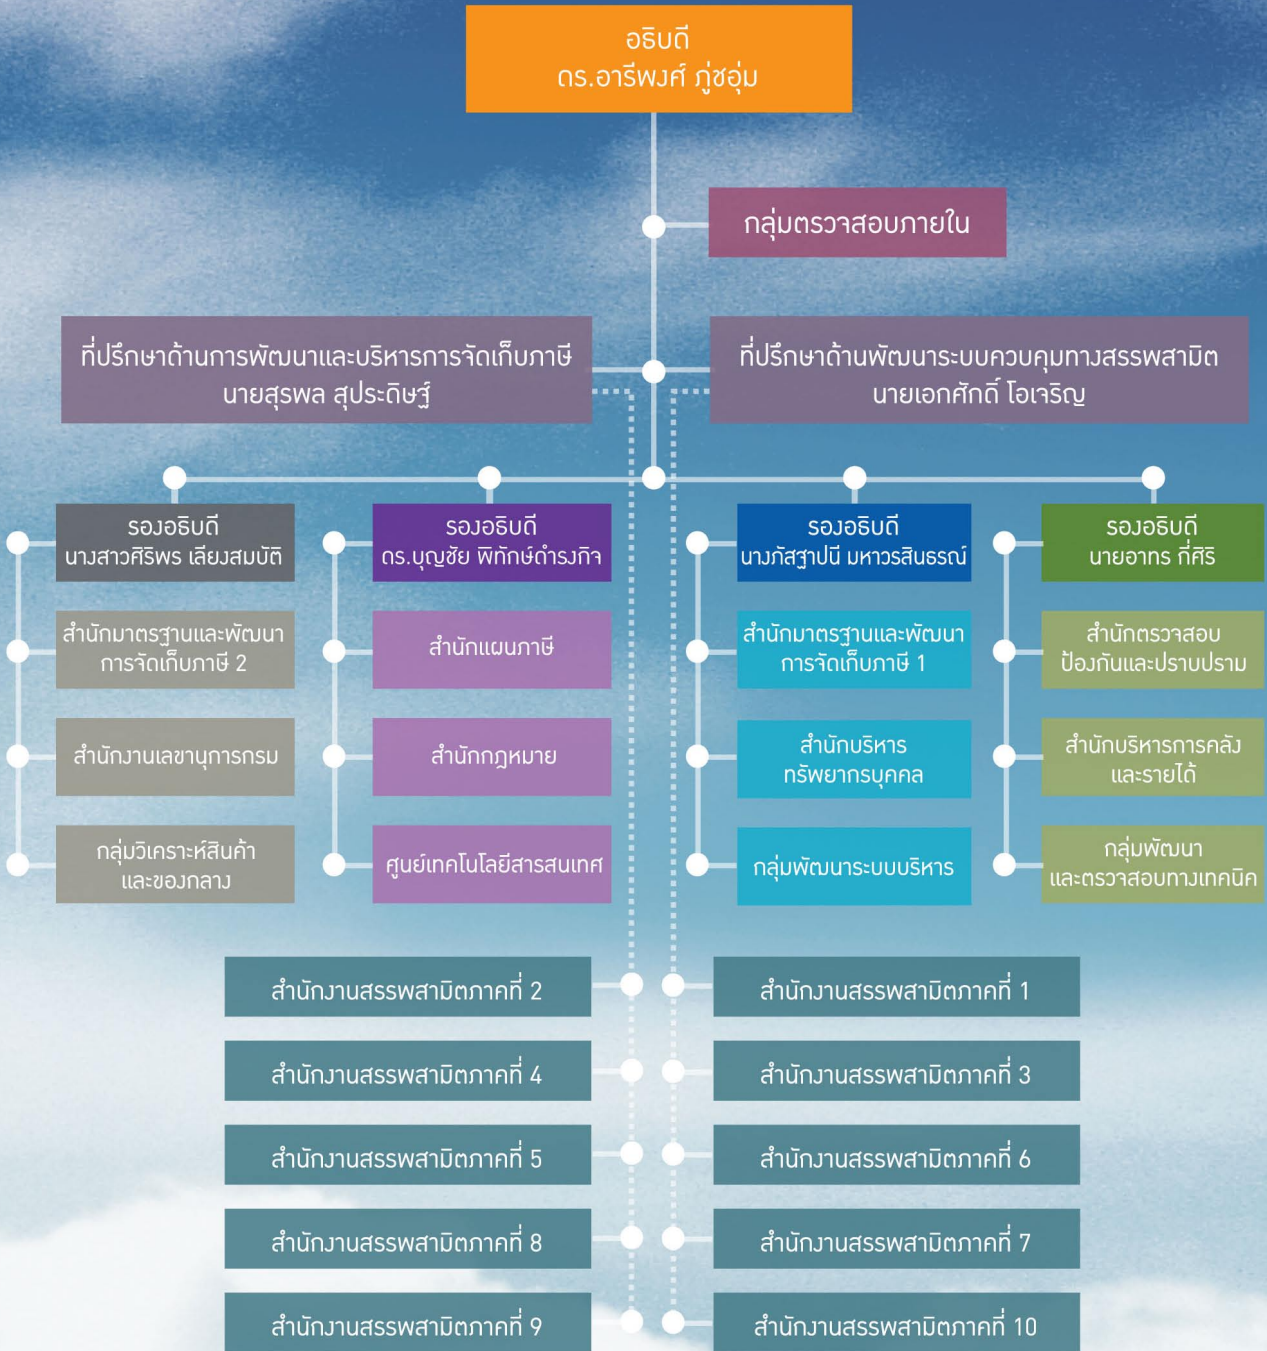 อธิบดี
ดร.อารีพงศ์ ภู่ชอุ่ม
กลุ่มตรวจสอบภายใน
ที่ปรึกษาด้านการพัฒนาและบริหารการจัดเก็บภาษี
นายสุรพล สุประดิษฐ์
ที่ปรึกษาด้านพัฒนาระบบควบคุมทางสรรพสามิต
นายเอกศักดิ์ โอเจริญ
รองอธิบดี
นางสาวศิริพร เลียงสมบัติ
สำนักมาตรฐานและพัฒนา
การจัดเก็บภาษี 2
สำนักงานเลขานุการกรม
กลุ่มวิเคราะห์สินค้า
และของกลาง
รองอธิบดี
ดร.บุญชัย พิทักษ์ดำรงกิจ
สำนักแผนภาษี
สำนักกฎหมาย
ศูนย์เทคโนโลยีสารสนเทศ
รองอธิบดี
นางภัสฐาปนี มหาวรสินธรณ์
สำนักมาตรฐานและพัฒนา
การจัดเก็บภาษี 1
สำนักบริหาร
ทรัพยากรบุคคล
กลุ่มพัฒนาระบบบริหาร
รองอธิบดี
นายอาทร กี่ศิริ
สำนักตรวจสอบ
ป้องกันและปราบปราม
สำนักบริหารการคลัง
และรายได้
กลุ่มพัฒนา
และตรวจสอบทางเทคนิค
สำนักงานสรรพสามิตภาคที่ 2
สำนักงานสรรพสามิตภาคที่ 1
สำนักงานสรรพสามิตภาคที่ 4
สำนักงานสรรพสามิตภาคที่ 3
สำนักงานสรรพสามิตภาคที่ 5
สำนักงานสรรพสามิตภาคที่ 6
สำนักงานสรรพสามิตภาคที่ 8
สำนักงานสรรพสามิตภาคที่ 7
สำนักงานสรรพสามิตภาคที่ 9
สำนักงานสรรพสามิตภาคที่ 10